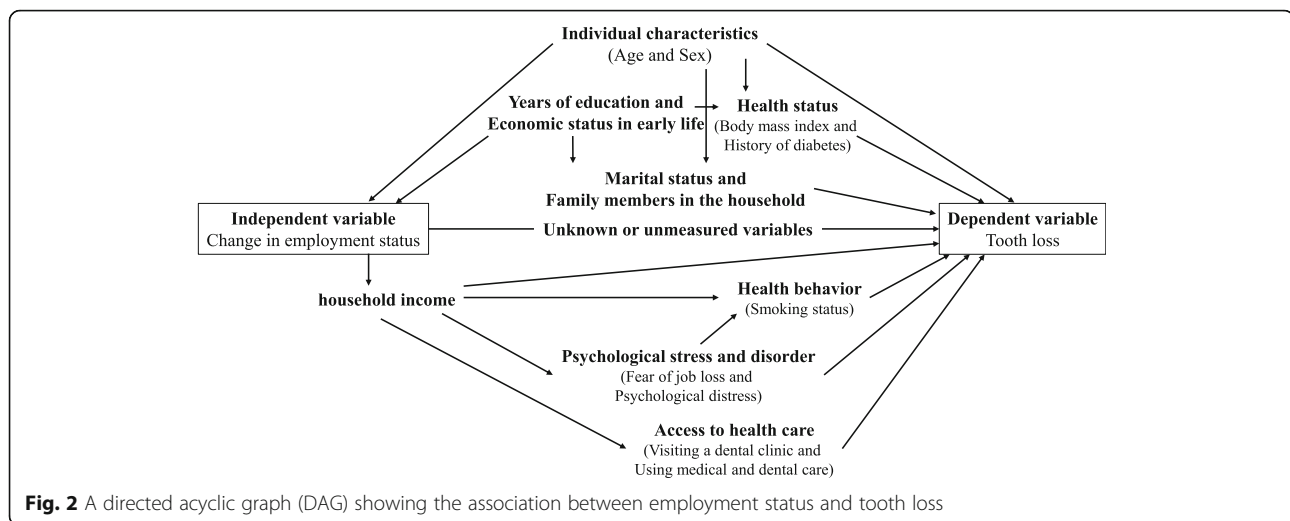 Individual characteristics
(Age and Sex)
Years of education and
Economic status in early life
Health status
(Body mass index and
History of diabetes)
Marital status and
Family members in the household
Independent variable
Change in employment status
Unknown or unmeasured variables
Dependent variable
Tooth loss
household income
Health behavior
(Smoking status)
Psychological stress and disorder
(Fear of job loss and
Psychological distress)
Access to health care
(Visiting a dental clinic and
Using medical and dental care)
Fig. 2 A directed acyclic graph (DAG) showing the association between employment status and tooth loss